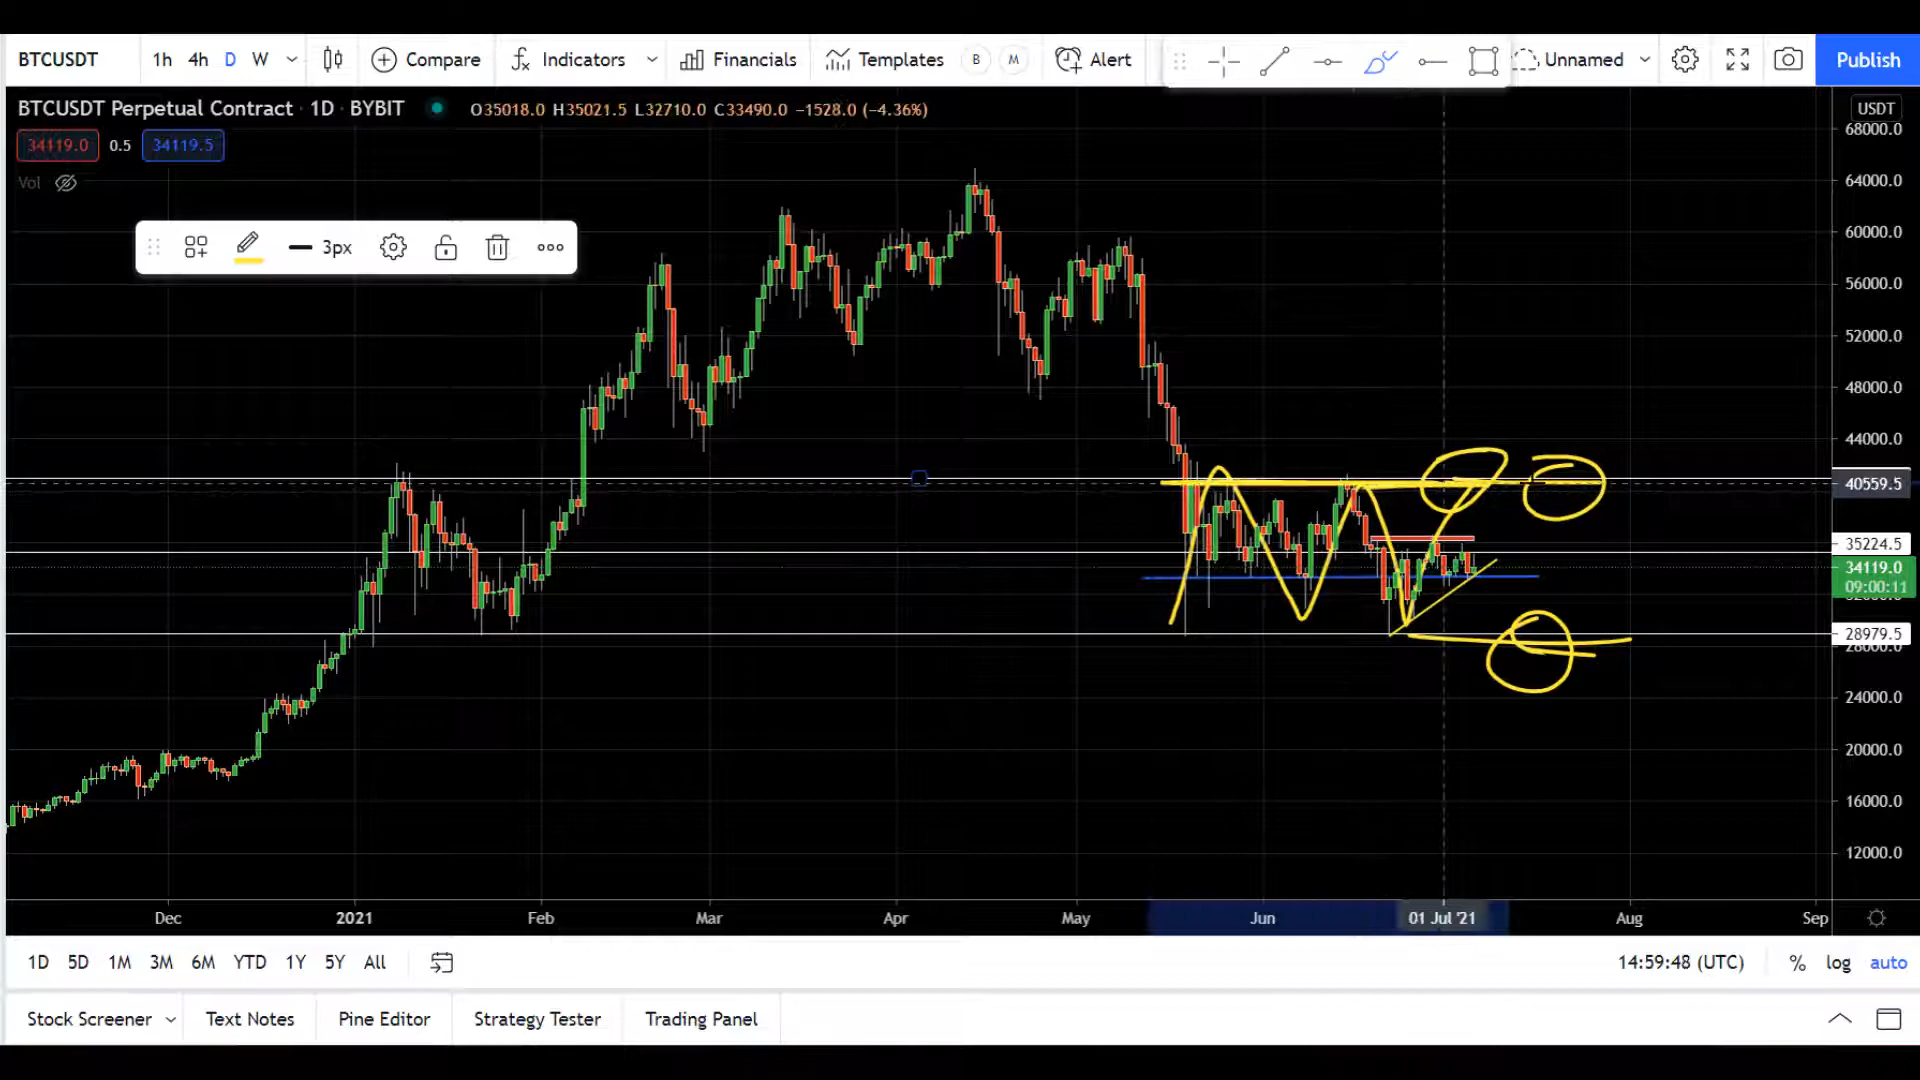 BTCUSDT 1h 4h D W Compare Indicators Financials Templates B M Alert Unnamed Publish
BTCUSDT Perpetual Contract · 1D · BYBIT O35018.0 H35021.5 L32710.0 C33490.0 −1528.0 (−4.36%)
USDT
34119.0 0.5 34119.5
Vol
3px
68000.0
64000.0
60000.0
56000.0
52000.0
48000.0
44000.0
40559.5
35224.5
34119.0
09:00:11
32000.0
28979.5
28000.0
24000.0
20000.0
16000.0
12000.0
Dec 2021 Feb Mar Apr May Jun 01 Jul '21 Aug Sep
1D 5D 1M 3M 6M YTD 1Y 5Y All 14:59:48 (UTC) % log auto
Stock Screener Text Notes Pine Editor Strategy Tester Trading Panel